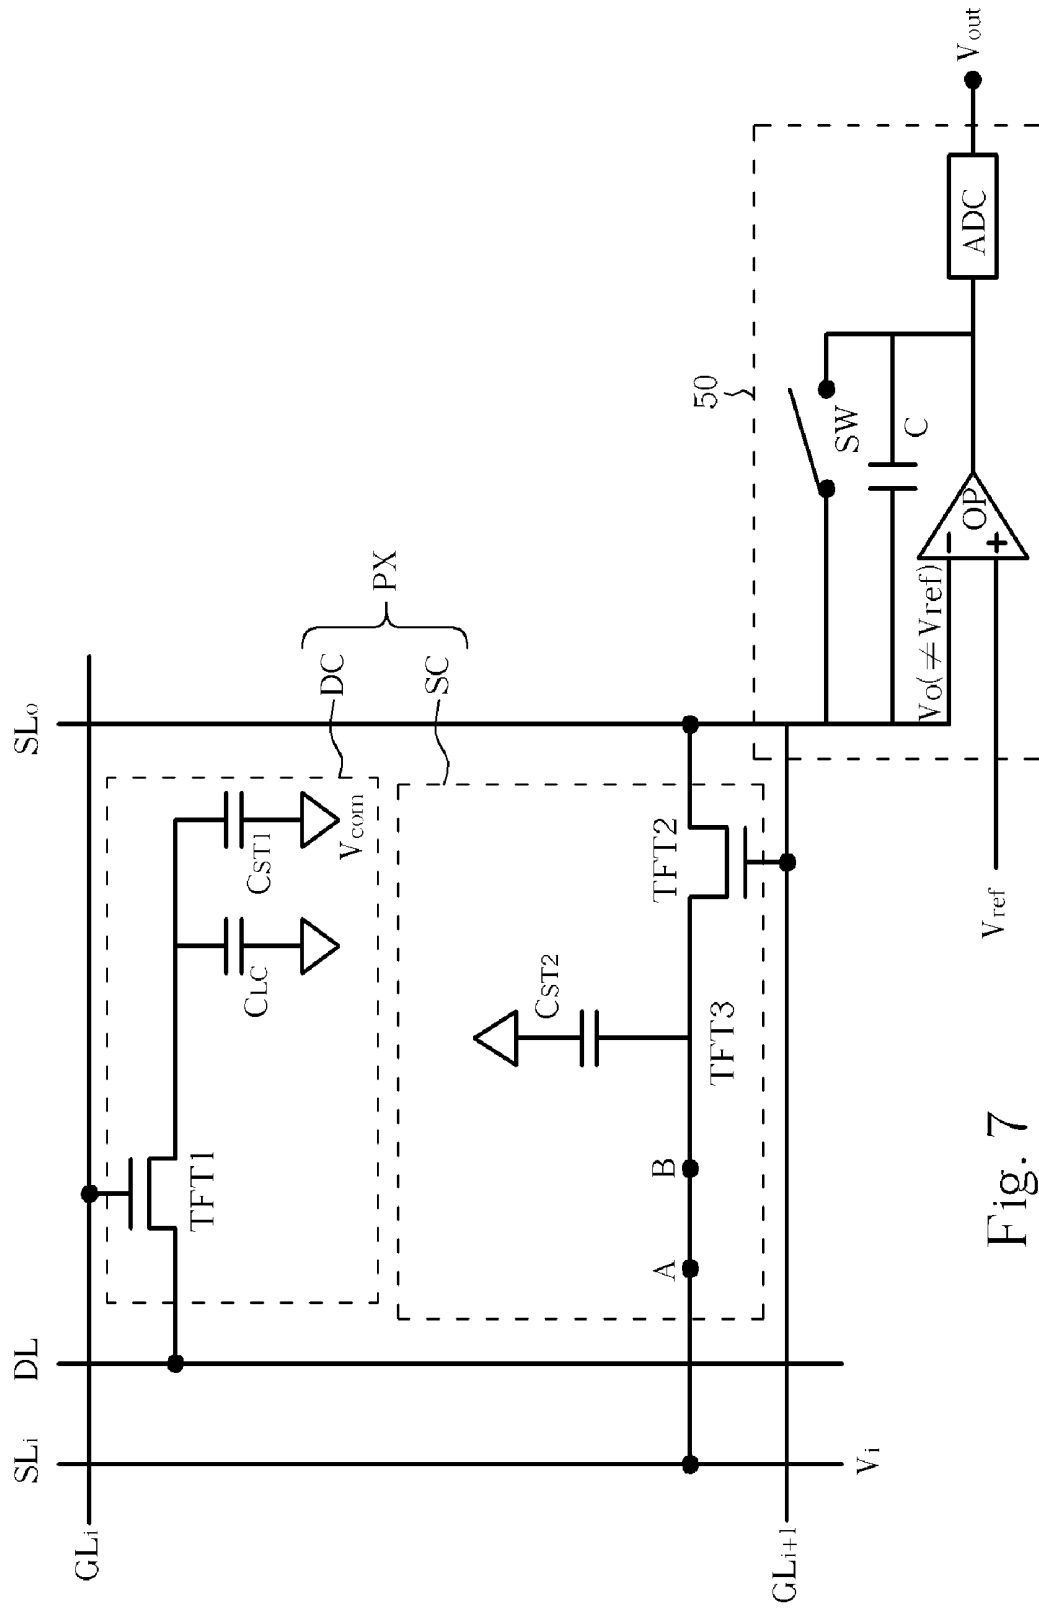 SLi
DL
SLo
GLi
TFT1
CLC
CST1
Vcom
DC
SC
PX
A
B
CST2
TFT3
TFT2
GLi+1
Vi
50
SW
C
Vo(≠Vref)
OP
−
+
ADC
Vout
Vref
Fig. 7